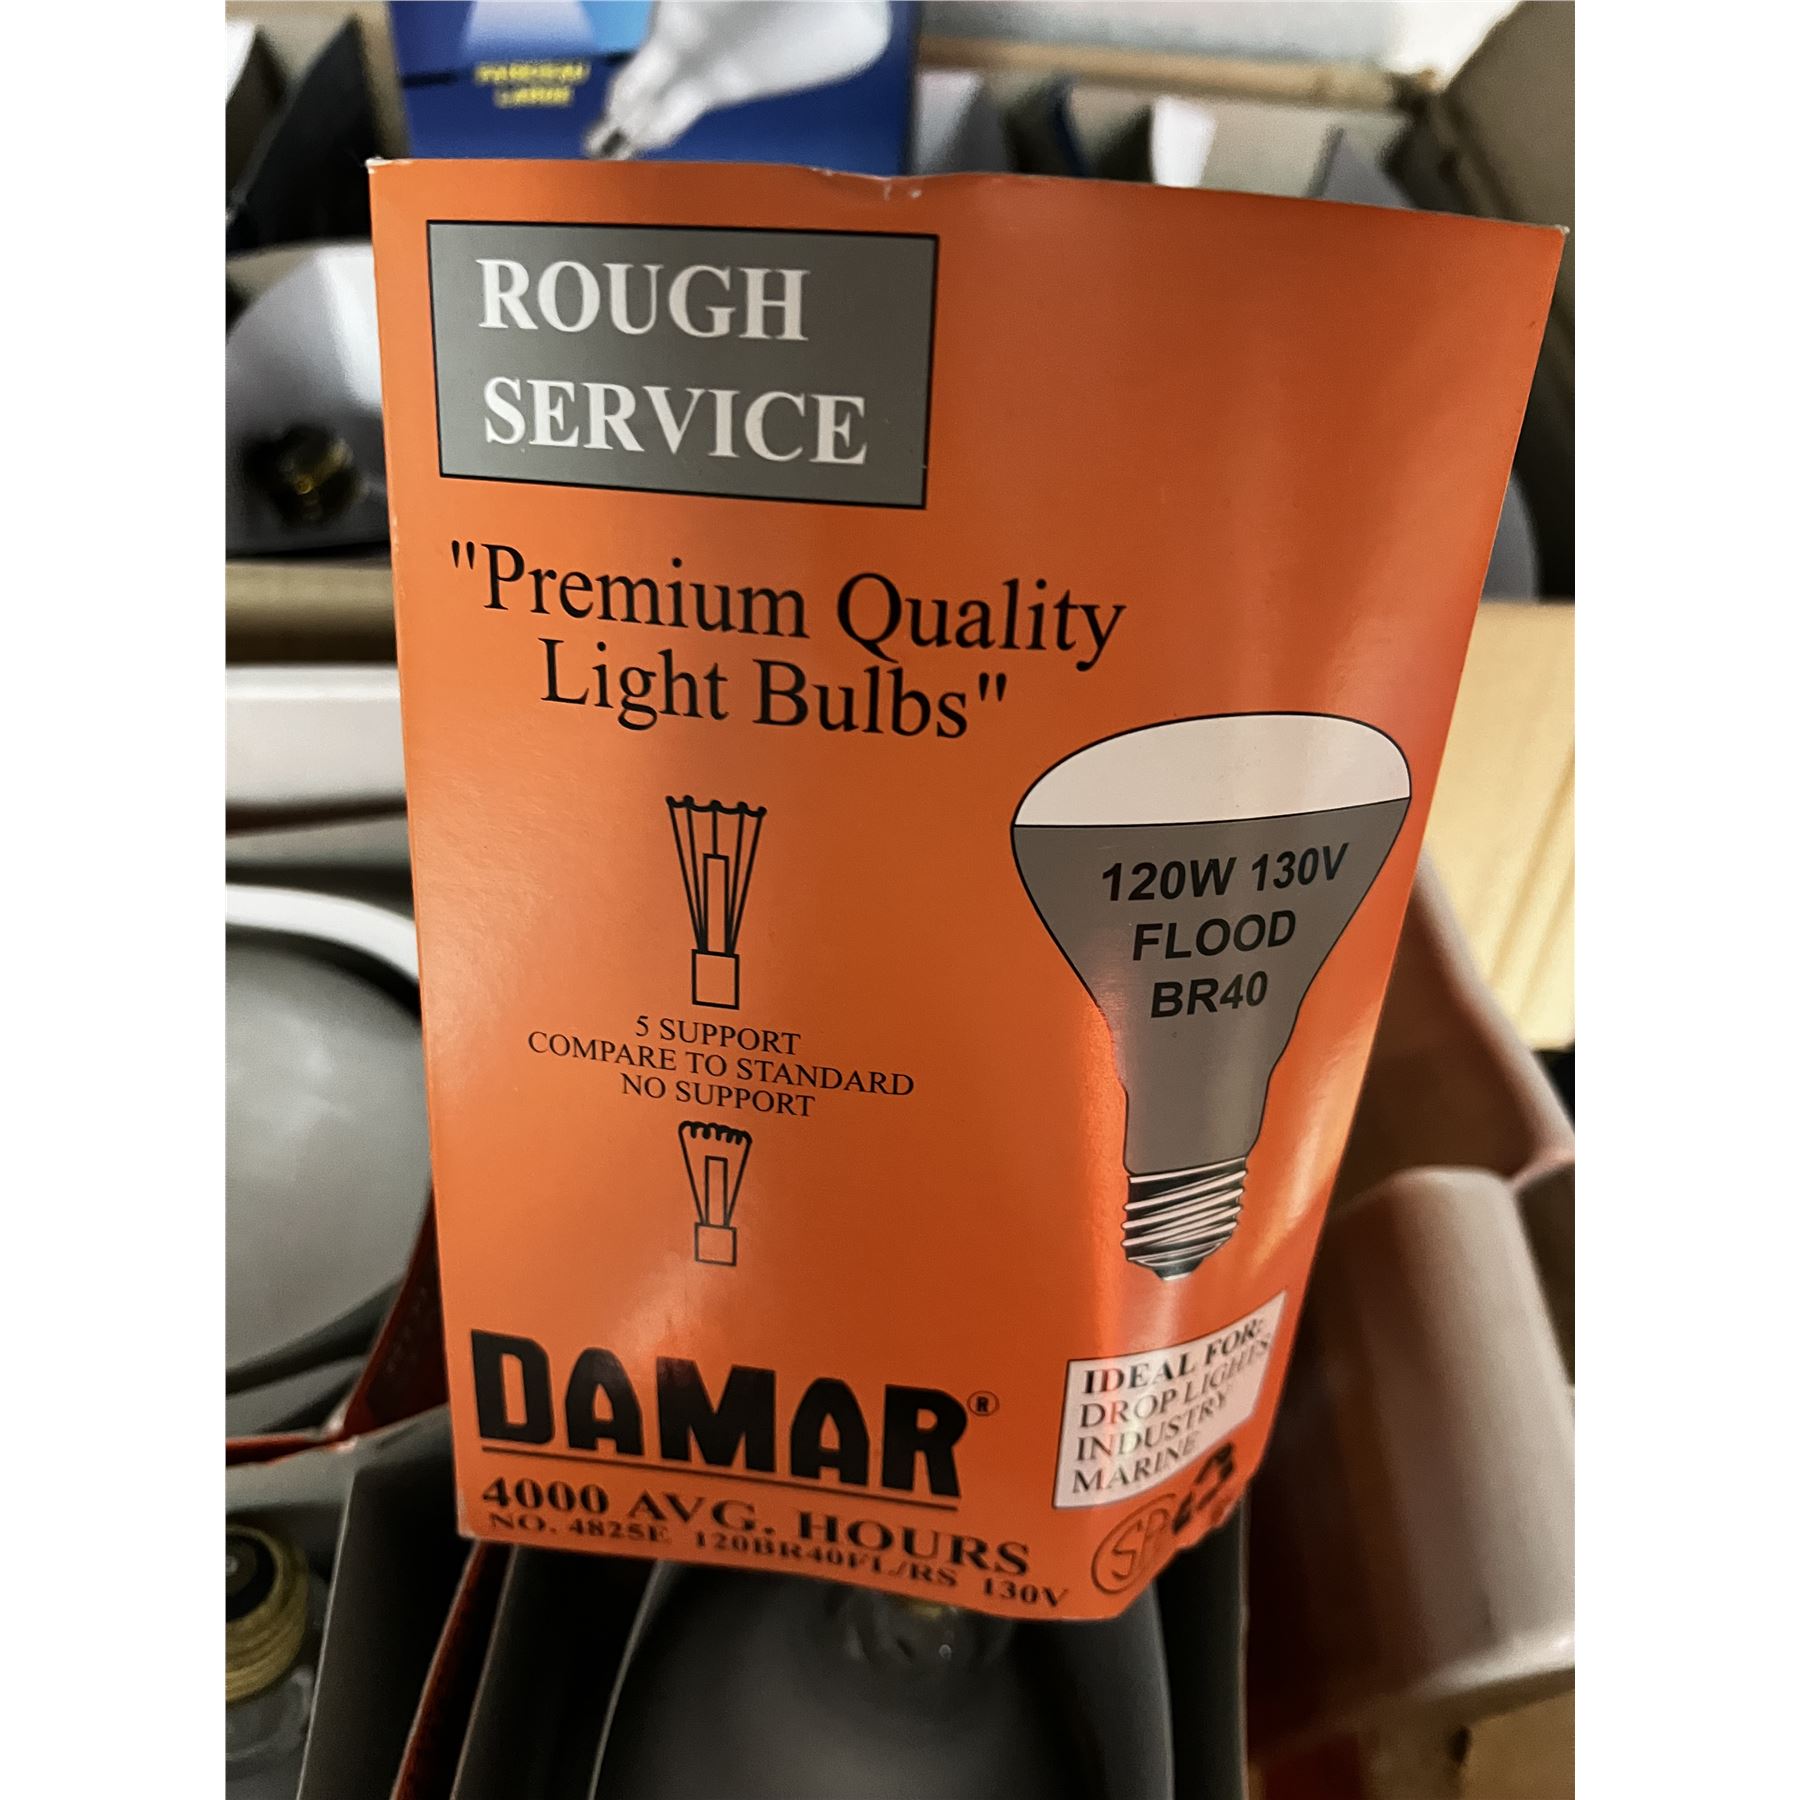 ROUGH
SERVICE
"Premium Quality
Light Bulbs"
120W 130V
FLOOD
BR40
5 SUPPORT
COMPARE TO STANDARD
NO SUPPORT
IDEAL FOR:
DROP LIGHTS
INDUSTRY
MARINE
DAMAR®
4000 AVG. HOURS
NO. 4825E 120BR40FL/RS 130V